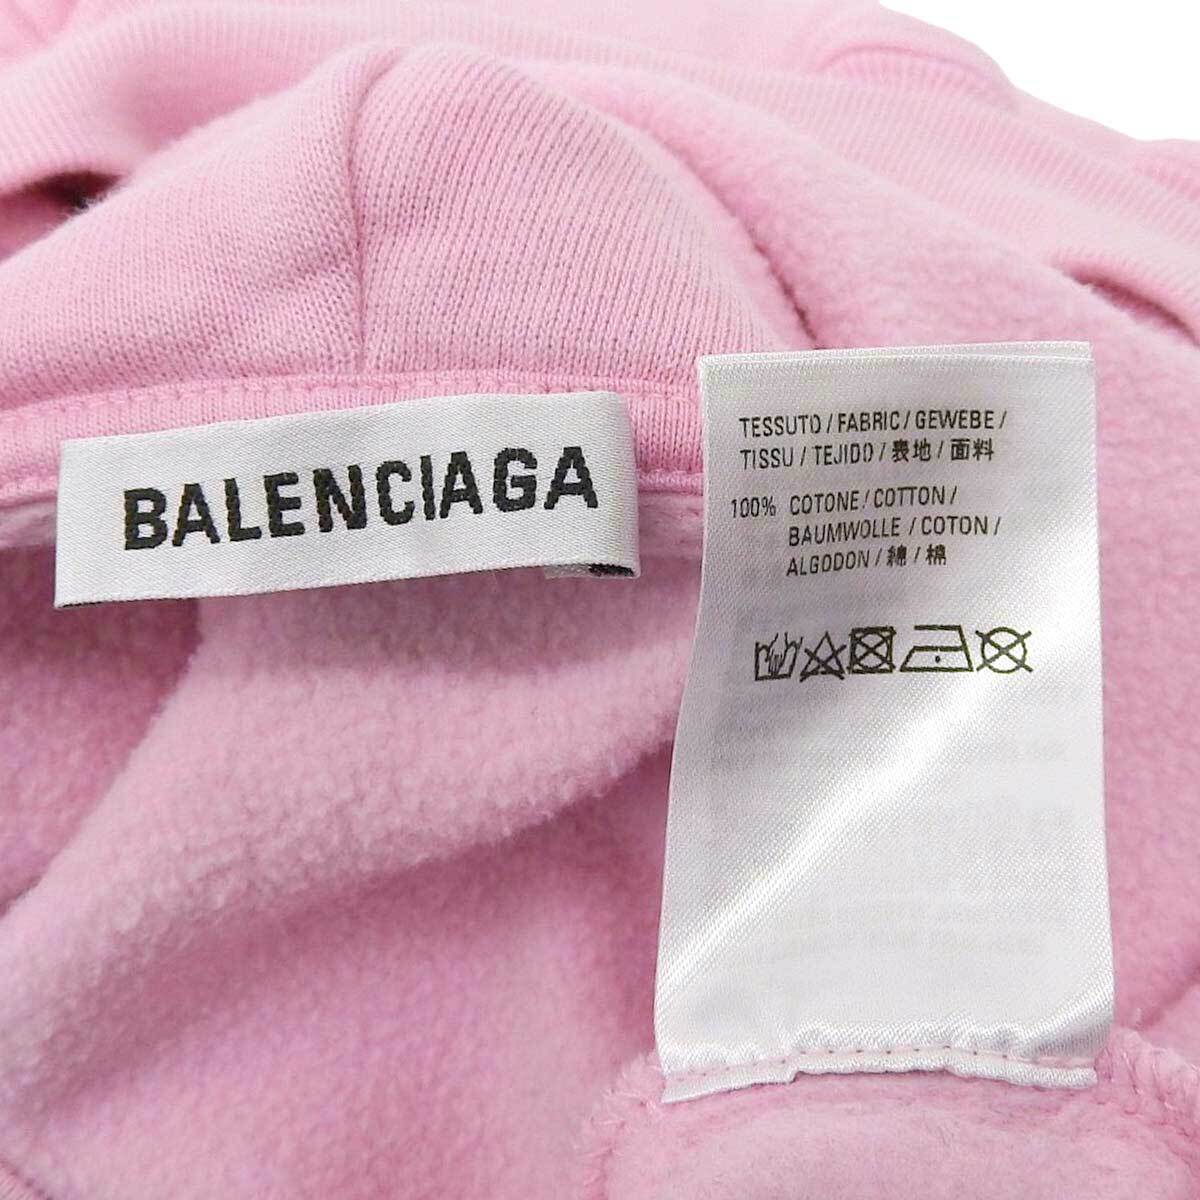 BALENCIAGA
TESSUTO / FABRIC / GEWEBE /
TISSU / TEJIDO / 表地 / 面料
100% COTONE / COTTON /
BAUMWOLLE / COTON /
ALGODON / 綿 / 棉